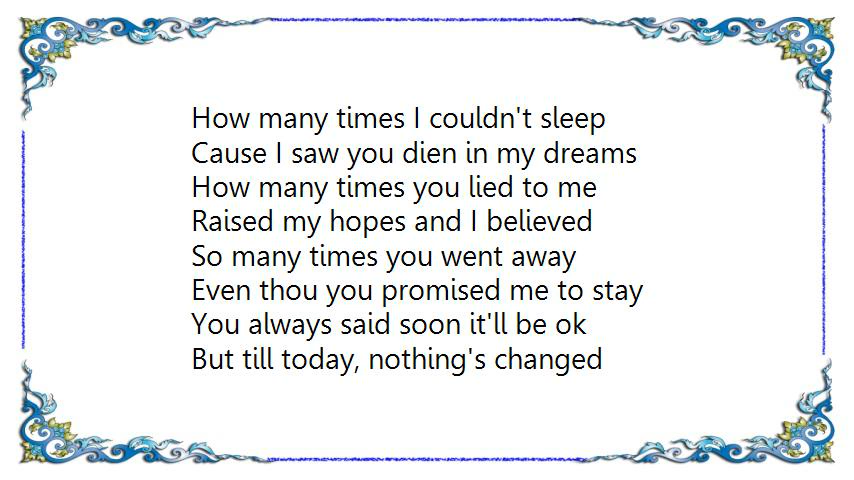 How many times I couldn't sleep
Cause I saw you dien in my dreams
How many times you lied to me
Raised my hopes and I believed
So many times you went away
Even thou you promised me to stay
You always said soon it'll be ok
But till today, nothing's changed